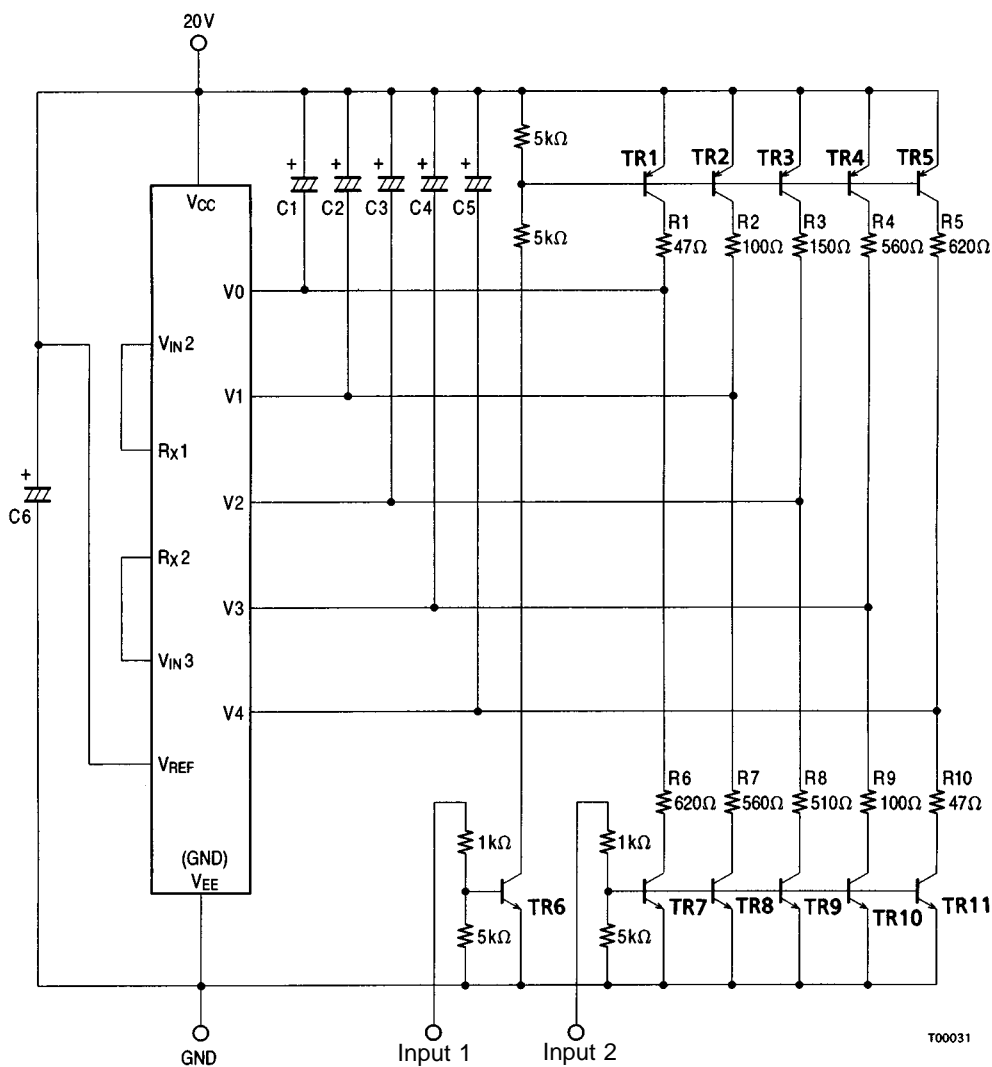 20V
5kΩ
TR1 TR2 TR3 TR4 TR5
+ + + + +
VCC
C1 C2 C3 C4 C5
5kΩ
R1 47Ω
R2 100Ω
R3 150Ω
R4 560Ω
R5 620Ω
V0
VIN2
V1
RX1
+
C6
V2
RX2
V3
VIN3
V4
VREF
R6 620Ω
R7 560Ω
R8 510Ω
R9 100Ω
R10 47Ω
1kΩ
1kΩ
(GND)
VEE
TR6
TR7 TR8 TR9 TR10 TR11
5kΩ
5kΩ
GND
Input 1
Input 2
T00031